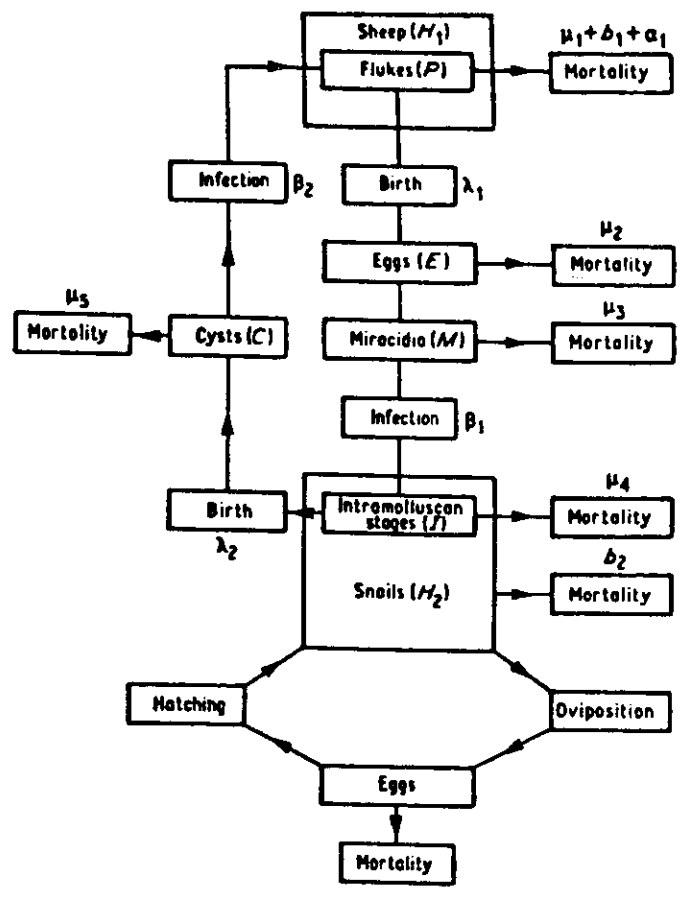 Sheep (H1)
μ1 + b1 + α1
Flukes (P)
Mortality
Infection
β2
Birth
λ1
μ2
Eggs (E)
Mortality
μ5
μ3
Mortality
Cysts (C)
Miracidia (M)
Mortality
Infection
β1
μ4
Birth
Intramolluscan
stages (I)
Mortality
λ2
b2
Snails (H2)
Mortality
Hatching
Oviposition
Eggs
Mortality